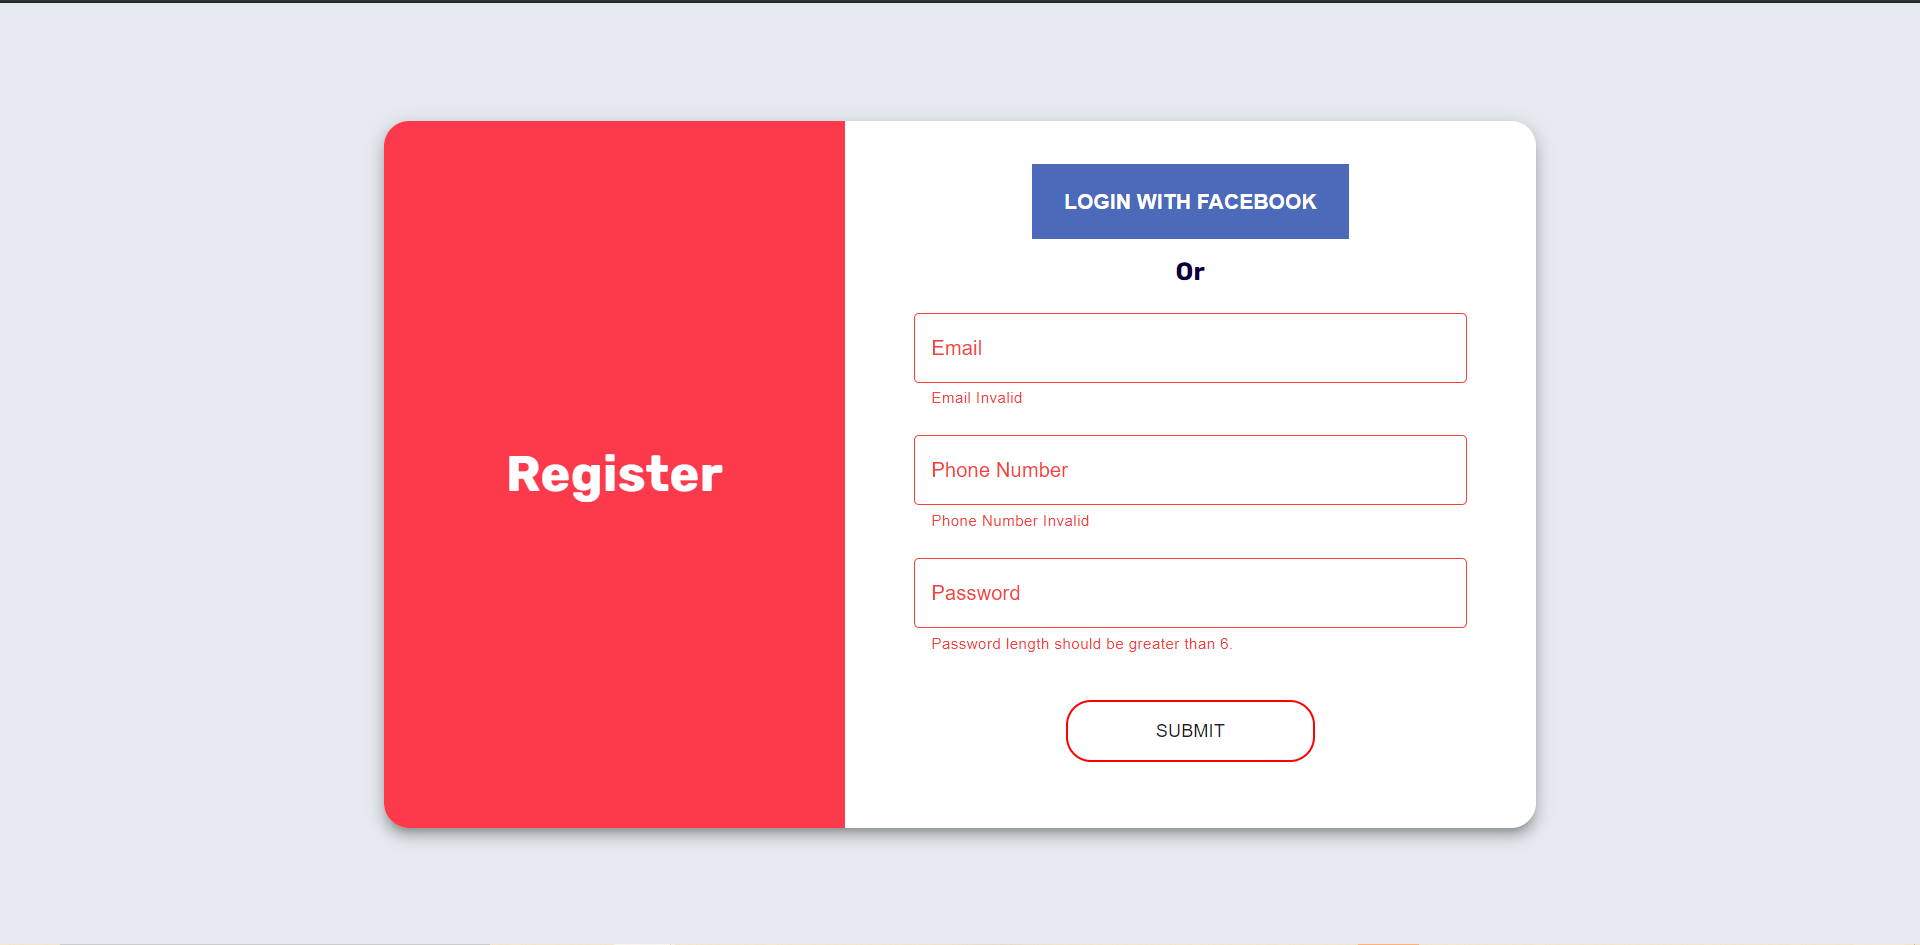 Register
LOGIN WITH FACEBOOK
Or
Email
Email Invalid
Phone Number
Phone Number Invalid
Password
Password length should be greater than 6.
SUBMIT